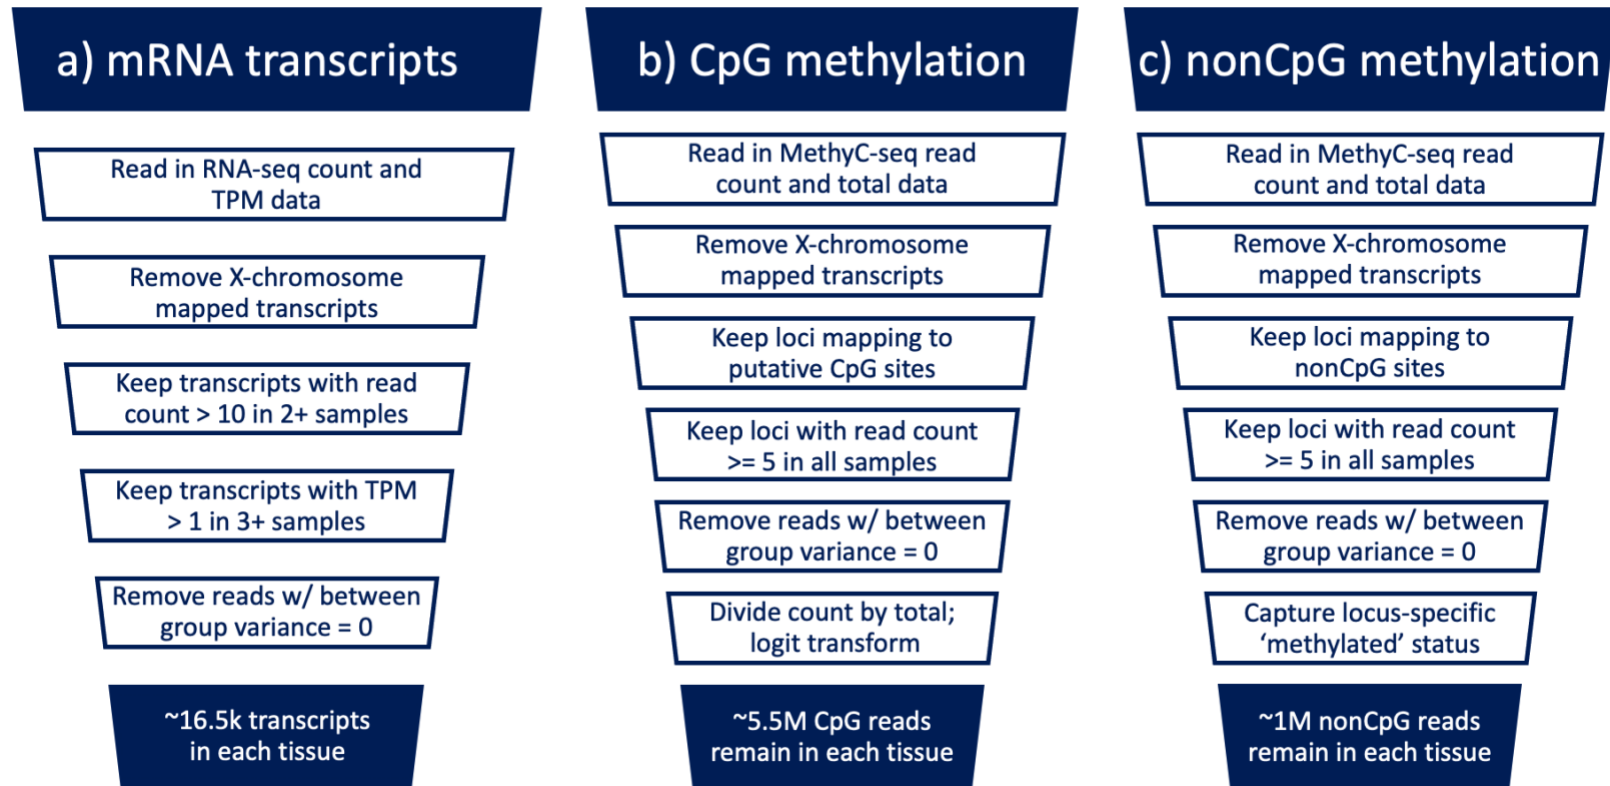 a) mRNA transcripts
Read in RNA-seq count and
TPM data
Remove X-chromosome
mapped transcripts
Keep transcripts with read
count > 10 in 2+ samples
Keep transcripts with TPM
> 1 in 3+ samples
Remove reads w/ between
group variance = 0
~16.5k transcripts
in each tissue
b) CpG methylation
Read in MethyC-seq read
count and total data
Remove X-chromosome
mapped transcripts
Keep loci mapping to
putative CpG sites
Keep loci with read count
>= 5 in all samples
Remove reads w/ between
group variance = 0
Divide count by total;
logit transform
~5.5M CpG reads
remain in each tissue
c) nonCpG methylation
Read in MethyC-seq read
count and total data
Remove X-chromosome
mapped transcripts
Keep loci mapping to
nonCpG sites
Keep loci with read count
>= 5 in all samples
Remove reads w/ between
group variance = 0
Capture locus-specific
‘methylated’ status
~1M nonCpG reads
remain in each tissue